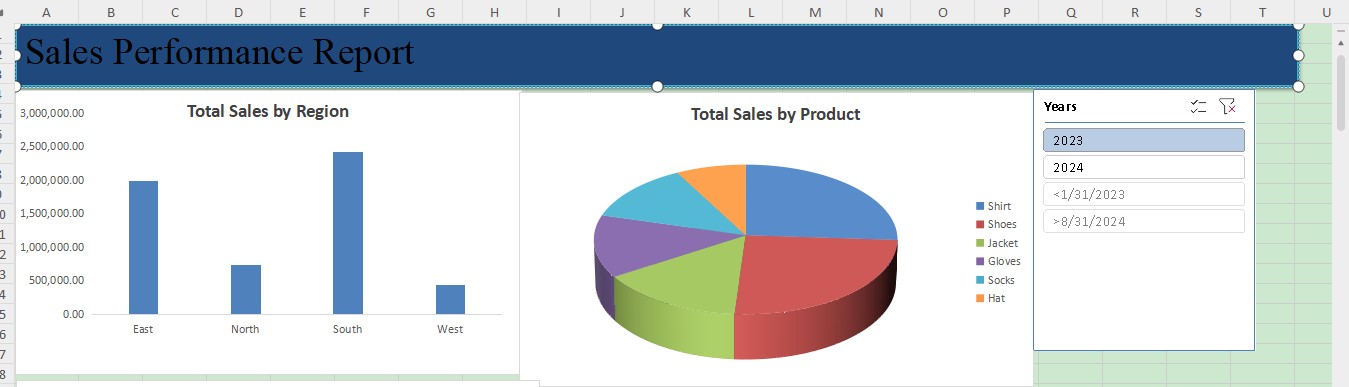 A B C D E F G H I J K L M N O P Q R S T U
Sales Performance Report
Total Sales by Region
3,000,000.00
2,500,000.00
2,000,000.00
1,500,000.00
1,000,000.00
500,000.00
0.00
East North South West
Total Sales by Product
Shirt
Shoes
Jacket
Gloves
Socks
Hat
Years
2023
2024
<1/31/2023
>8/31/2024